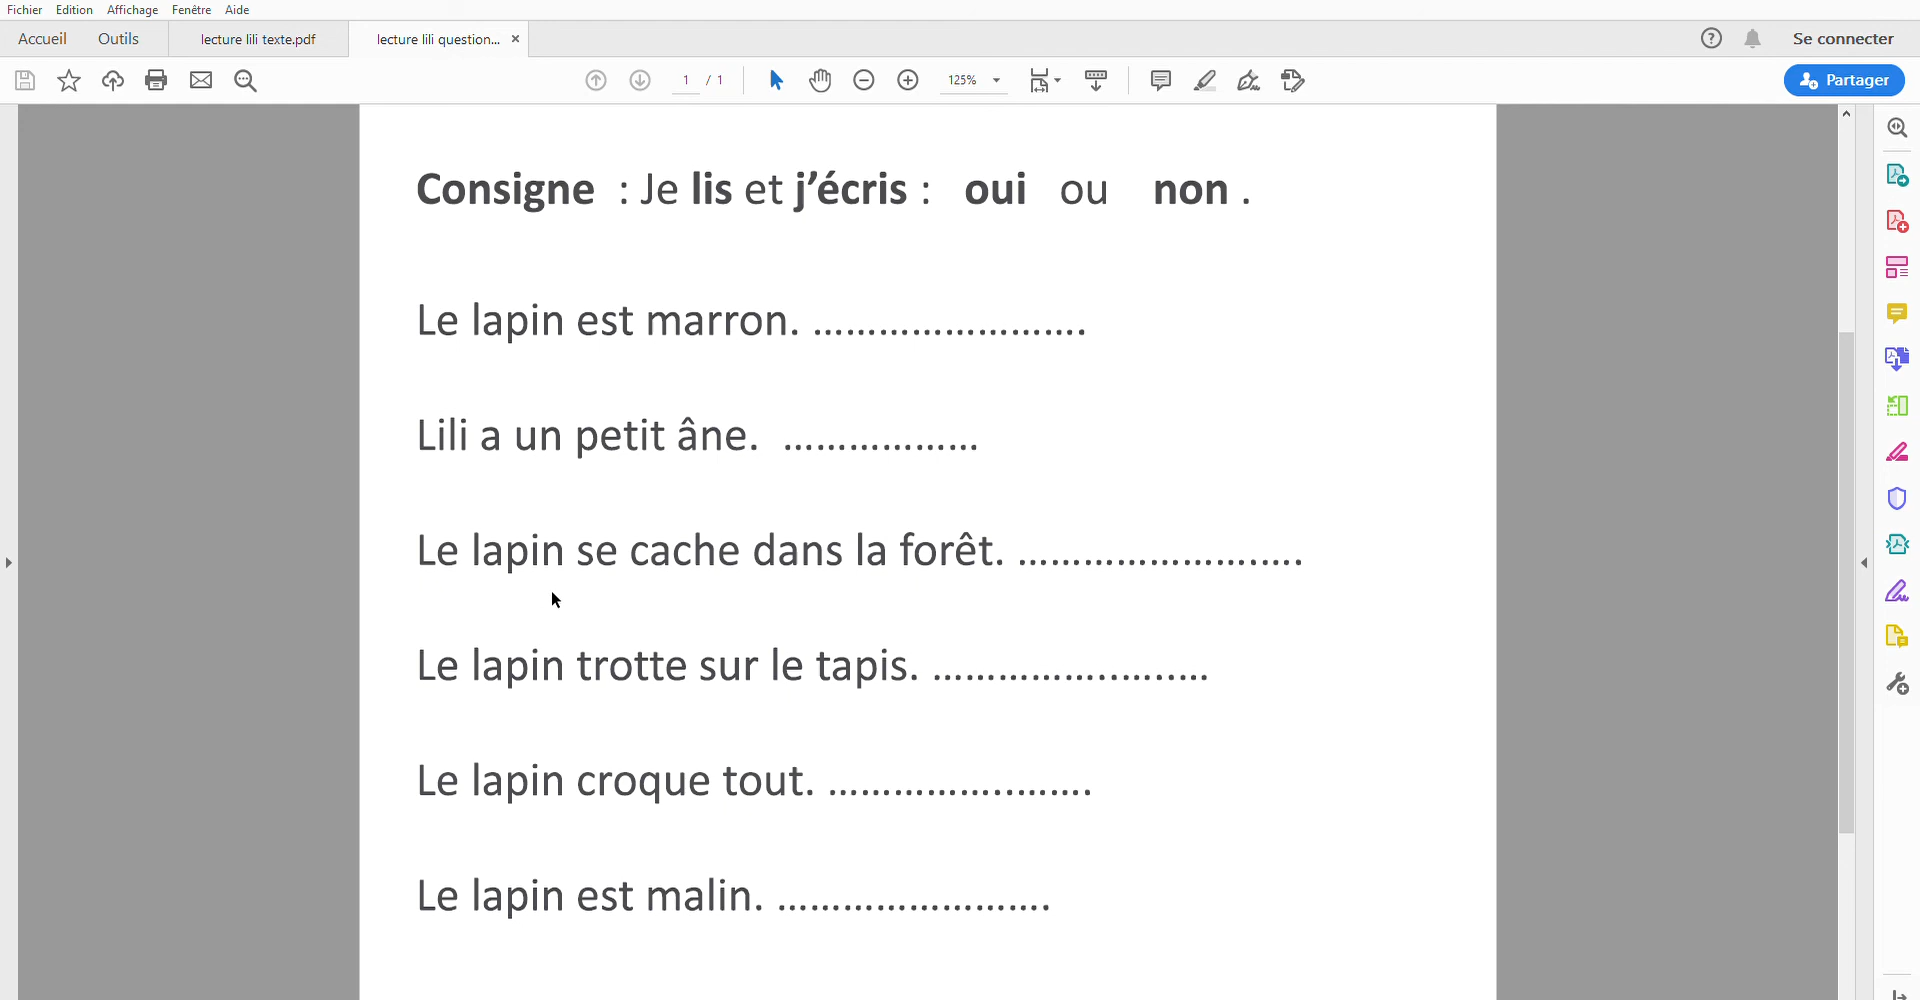 Fichier Edition Affichage Fenêtre Aide
Accueil Outils lecture lili texte.pdf lecture lili question... × Se connecter
1 / 1 125% Partager
Consigne : Je lis et j’écris : oui ou non .
Le lapin est marron. …………………….
Lili a un petit âne. ………………
Le lapin se cache dans la forêt. ………………….….
Le lapin trotte sur le tapis. ……………..…..…
Le lapin croque tout. ……………..…….
Le lapin est malin. …………………….